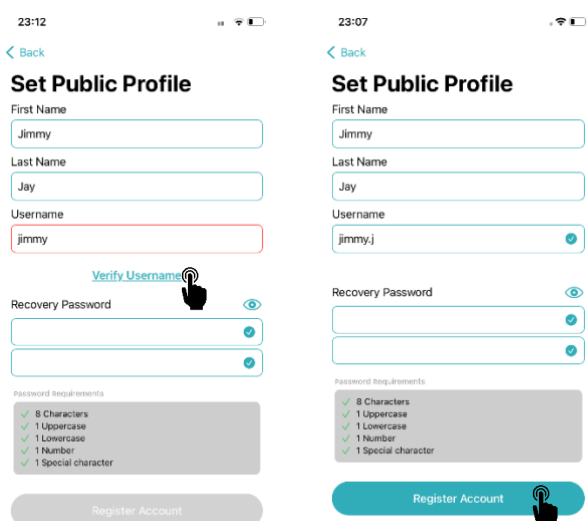 23:12
Back
Set Public Profile
First Name
Jimmy
Last Name
Jay
Username
jimmy
Verify Username
Recovery Password
Password Requirements
8 Characters
1 Uppercase
1 Lowercase
1 Number
1 Special character
Register Account
23:07
Back
Set Public Profile
First Name
Jimmy
Last Name
Jay
Username
jimmy.j
Recovery Password
Password Requirements
8 Characters
1 Uppercase
1 Lowercase
1 Number
1 Special character
Register Account